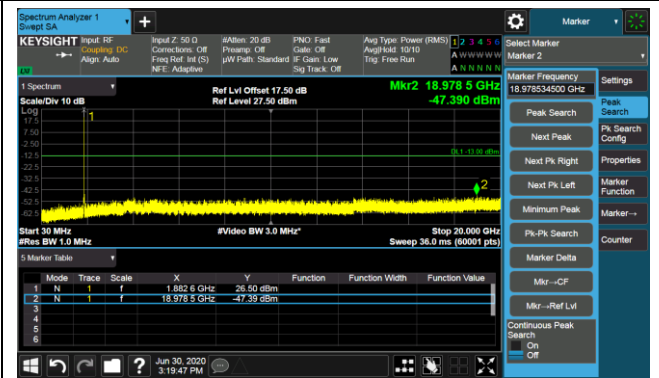 Spectrum Analyzer 1
Swept SA
KEYSIGHT
Input: RF
Coupling: DC
Align: Auto
Input Z: 50 Ω
Corrections: Off
Freq Ref: Int (S)
NFE: Adaptive
#Atten: 20 dB
Preamp: Off
µW Path: Standard
PNO: Fast
Gate: Off
IF Gain: Low
Sig Track: Off
Avg Type: Power (RMS)
Avg|Hold: 10/10
Trig: Free Run
1 2 3 4 5 6
A W W W W W
A N N N N N
1 Spectrum
Scale/Div 10 dB
Ref Lvl Offset 17.50 dB
Ref Level 27.50 dBm
Mkr2 18.978 5 GHz
-47.390 dBm
Log
17.5
7.50
-2.50
-12.5
-22.5
-32.5
-42.5
-52.5
-62.5
1
DL1 -13.00 dBm
2
Start 30 MHz
#Res BW 1.0 MHz
#Video BW 3.0 MHz*
Stop 20.000 GHz
Sweep 36.0 ms (60001 pts)
5 Marker Table
Mode Trace Scale X Y Function Function Width Function Value
1 N 1 f 1.882 6 GHz 26.50 dBm
2 N 1 f 18.978 5 GHz -47.39 dBm
3
4
5
6
Jun 30, 2020
3:19:47 PM
Marker
Select Marker
Marker 2
Marker Frequency
18.978534500 GHz
Peak Search
Next Peak
Next Pk Right
Next Pk Left
Minimum Peak
Pk-Pk Search
Marker Delta
Mkr→CF
Mkr→Ref Lvl
Continuous Peak
Search
On
Off
Settings
Peak
Search
Pk Search
Config
Properties
Marker
Function
Marker→
Counter